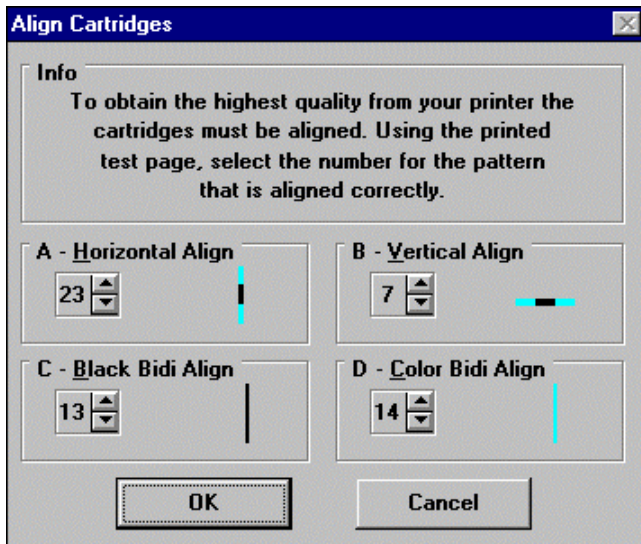 Align Cartridges
Info
To obtain the highest quality from your printer the
cartridges must be aligned. Using the printed
test page, select the number for the pattern
that is aligned correctly.
A - Horizontal Align
23
B - Vertical Align
7
C - Black Bidi Align
13
D - Color Bidi Align
14
OK
Cancel